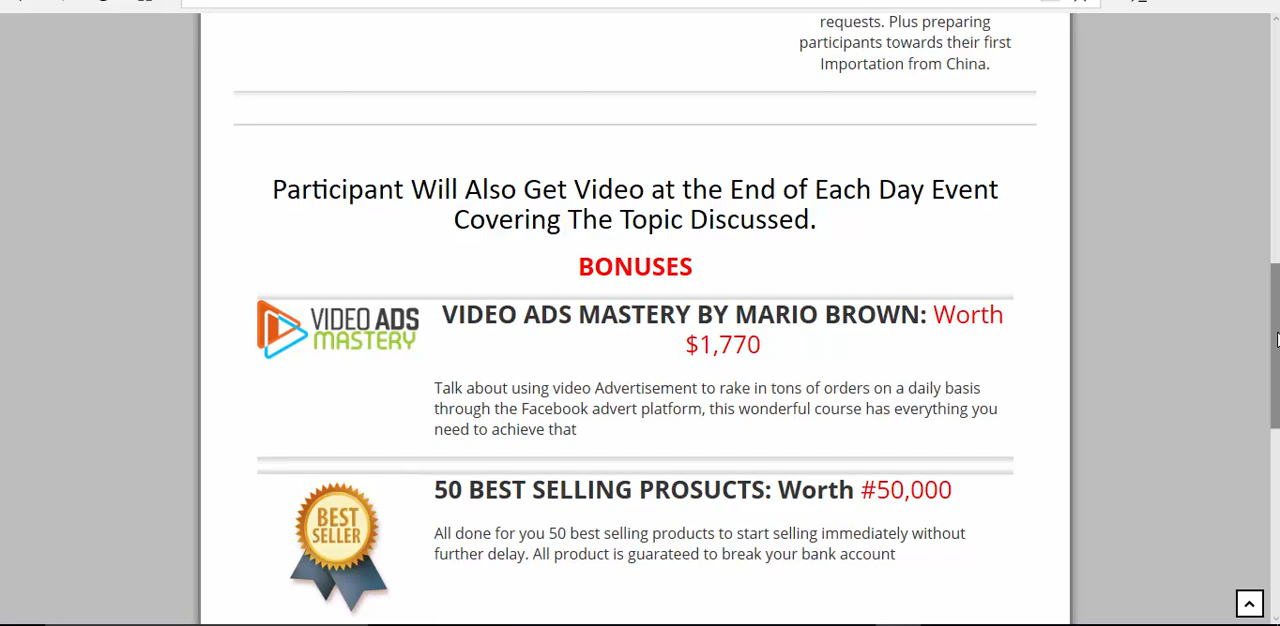 requests. Plus preparing
participants towards their first
Importation from China.
Participant Will Also Get Video at the End of Each Day Event
Covering The Topic Discussed.
BONUSES
VIDEO ADS
MASTERY
VIDEO ADS MASTERY BY MARIO BROWN: Worth
$1,770
Talk about using video Advertisement to rake in tons of orders on a daily basis
through the Facebook advert platform, this wonderful course has everything you
need to achieve that
BEST
SELLER
50 BEST SELLING PROSUCTS: Worth #50,000
All done for you 50 best selling products to start selling immediately without
further delay. All product is guarateed to break your bank account